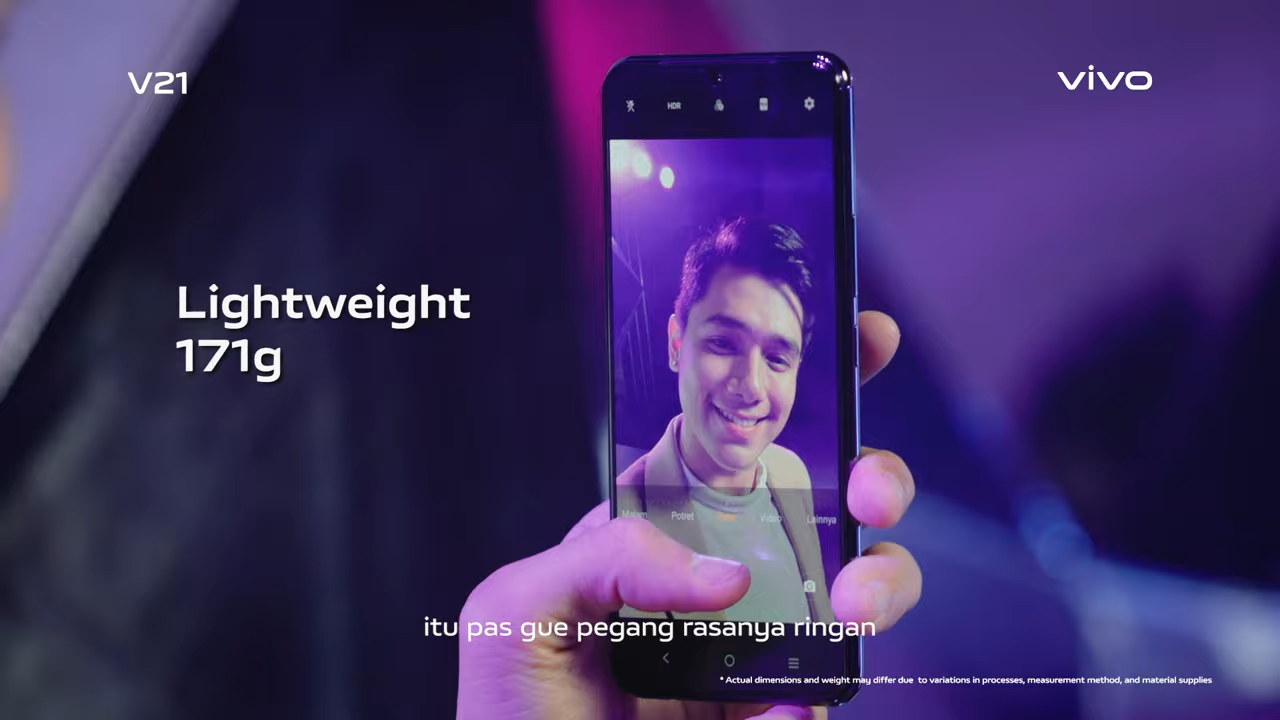 V21
vivo
HDR
Lightweight
171g
Malam Potret Video Lainnya
itu pas gue pegang rasanya ringan
* Actual dimensions and weight may differ due to variations in processes, measurement method, and material supplies